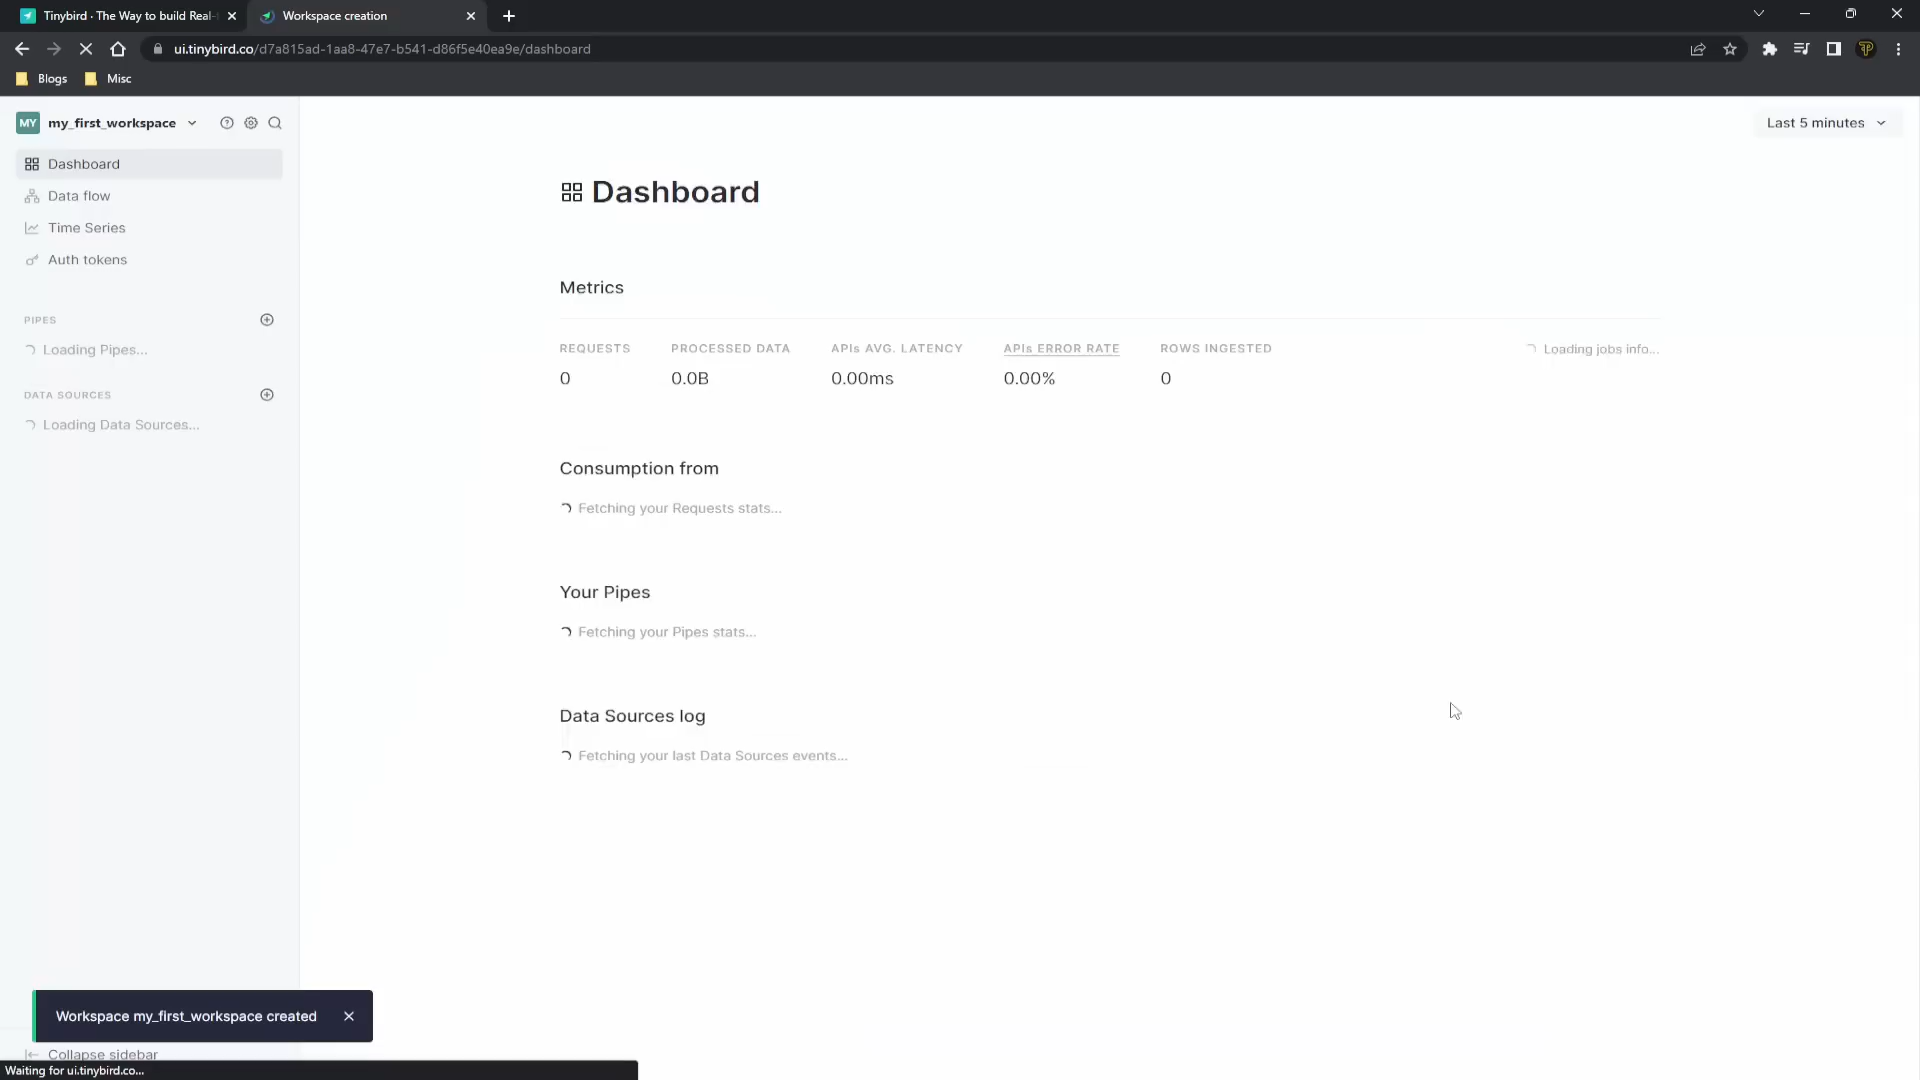 Tinybird · The Way to build Real-
Workspace creation
ui.tinybird.co/d7a815ad-1aa8-47e7-b541-d86f5e40ea9e/dashboard
Blogs
Misc
MY
my_first_workspace
Last 5 minutes
Dashboard
Data flow
Time Series
Auth tokens
PIPES
Loading Pipes...
DATA SOURCES
Loading Data Sources...
Dashboard
Metrics
REQUESTS
0
PROCESSED DATA
0.0B
APIs AVG. LATENCY
0.00ms
APIs ERROR RATE
0.00%
ROWS INGESTED
0
Loading jobs info...
Consumption from
Fetching your Requests stats...
Your Pipes
Fetching your Pipes stats...
Data Sources log
Fetching your last Data Sources events...
Workspace my_first_workspace created
Collapse sidebar
Waiting for ui.tinybird.co...